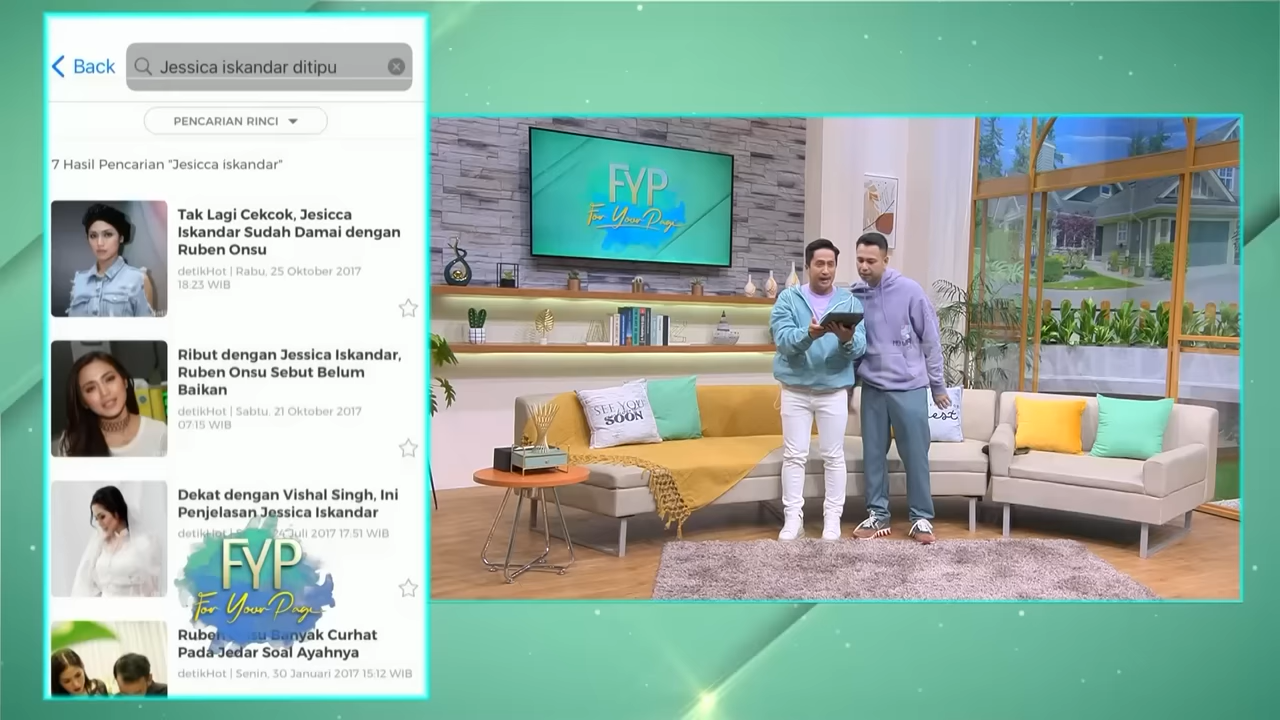 Back
Jessica iskandar ditipu
PENCARIAN RINCI
7 Hasil Pencarian "Jesicca iskandar"
Tak Lagi Cekcok, Jesicca
Iskandar Sudah Damai dengan
Ruben Onsu
detikHot | Rabu, 25 Oktober 2017
18:23 WIB
Ribut dengan Jessica Iskandar,
Ruben Onsu Sebut Belum
Baikan
detikHot | Sabtu, 21 Oktober 2017
07:15 WIB
Dekat dengan Vishal Singh, Ini
Penjelasan Jessica Iskandar
detikHot | 24 Juli 2017 17:51 WIB
FYP
For Your Page
Ruben Banyak Curhat
Pada Jedar Soal Ayahnya
detikHot | Senin, 30 Januari 2017 15:12 WIB
FYP
For Your Page
SEE YOU
SOON